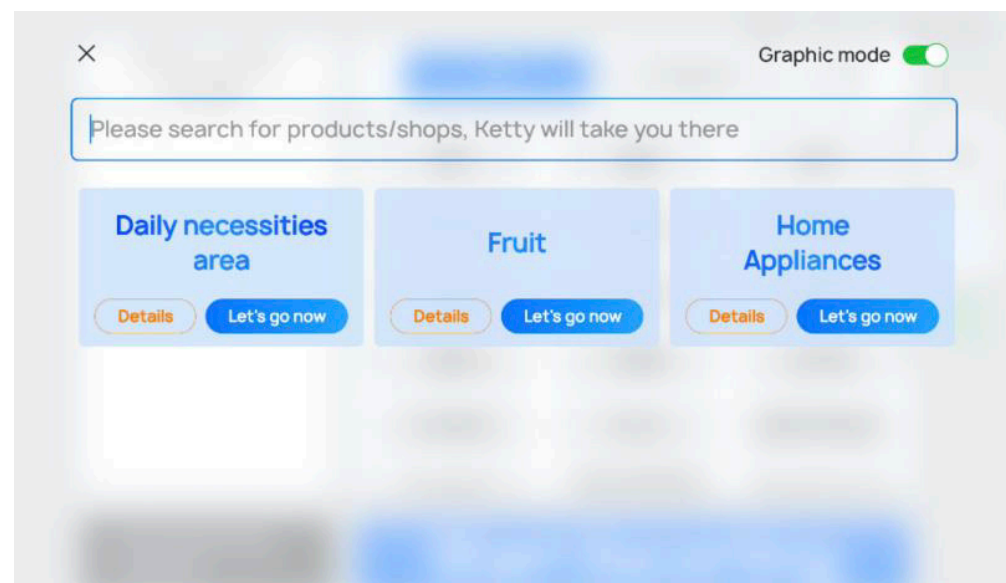 Graphic mode
Please search for products/shops, Ketty will take you there
Daily necessities
area
Details
Let's go now
Fruit
Details
Let's go now
Home
Appliances
Details
Let's go now